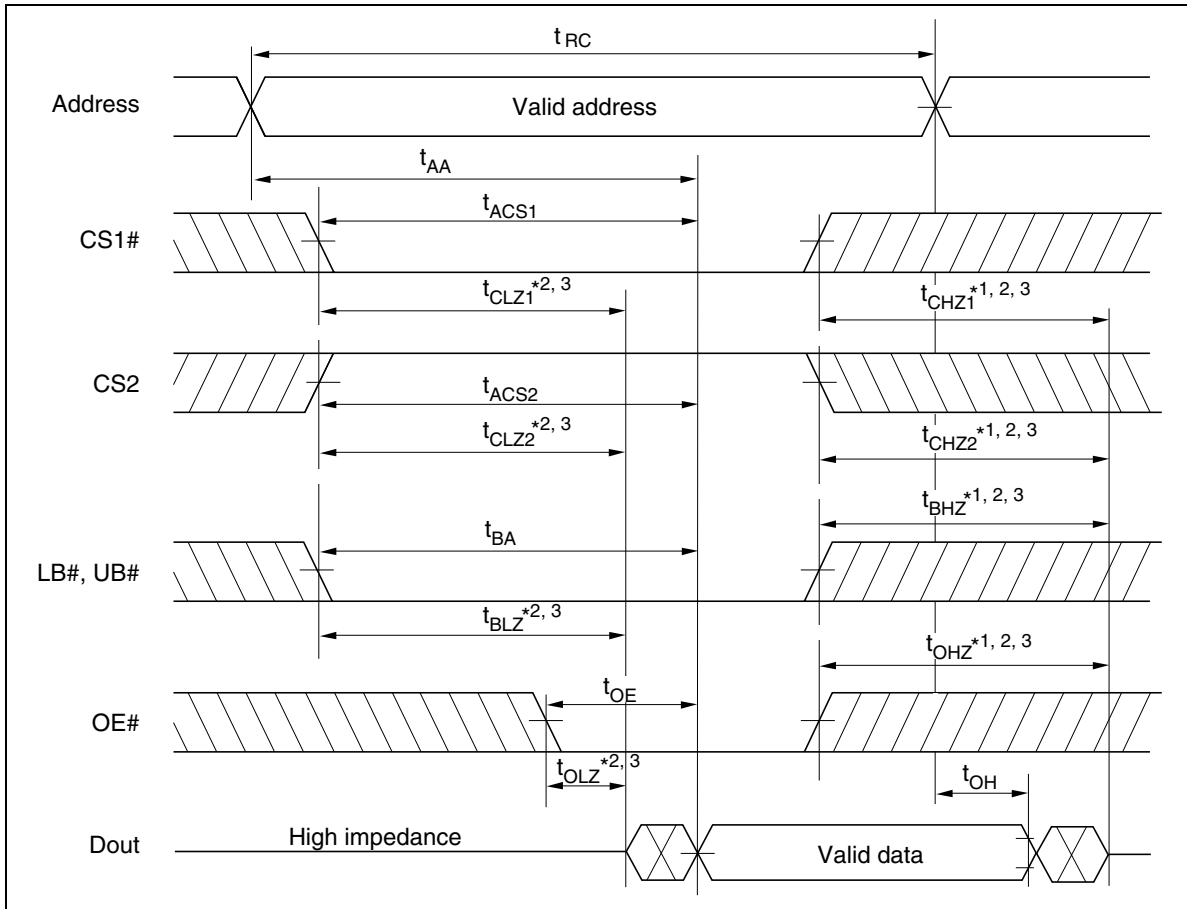 tRC
Address
Valid address
tAA
tACS1
CS1#
tCLZ1*2, 3
tCHZ1*1, 2, 3
CS2
tACS2
tCLZ2*2, 3
tCHZ2*1, 2, 3
tBHZ*1, 2, 3
tBA
LB#, UB#
tBLZ*2, 3
tOHZ*1, 2, 3
tOE
OE#
tOLZ*2, 3
tOH
Dout
High impedance
Valid data